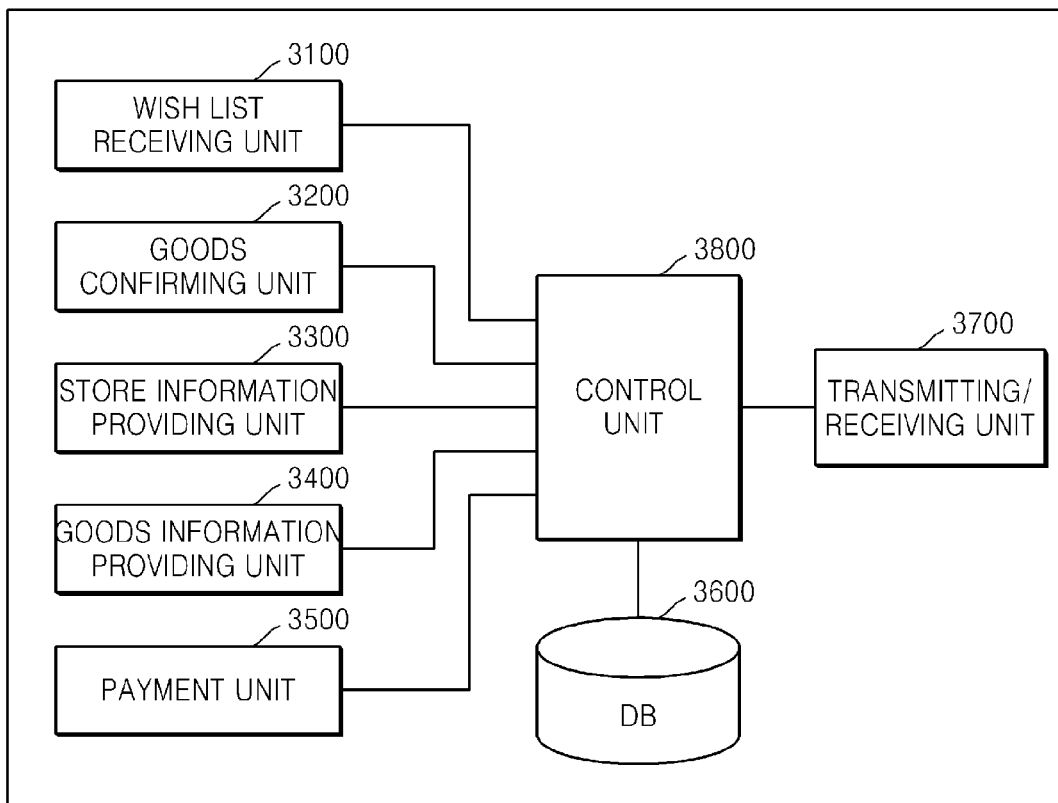 3100
WISH LIST
RECEIVING UNIT
3200
GOODS
CONFIRMING UNIT
3300
STORE INFORMATION
PROVIDING UNIT
3400
GOODS INFORMATION
PROVIDING UNIT
3500
PAYMENT UNIT
3800
CONTROL
UNIT
3600
DB
3700
TRANSMITTING/
RECEIVING UNIT